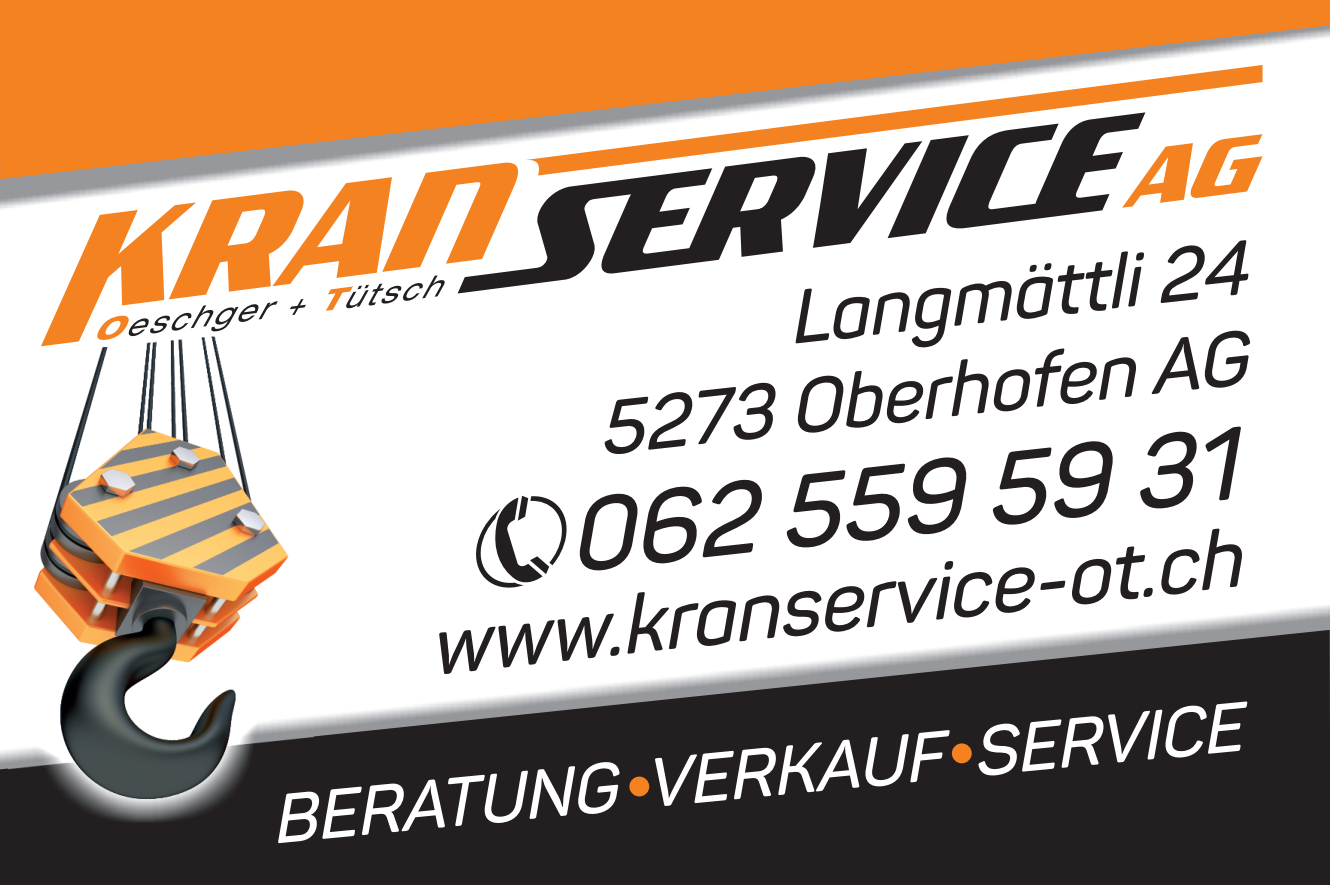 KRAN SERVICE AG
Oeschger + Tütsch
Langmättli 24
5273 Oberhofen AG
062 559 59 31
www.kranservice-ot.ch
BERATUNG•VERKAUF•SERVICE